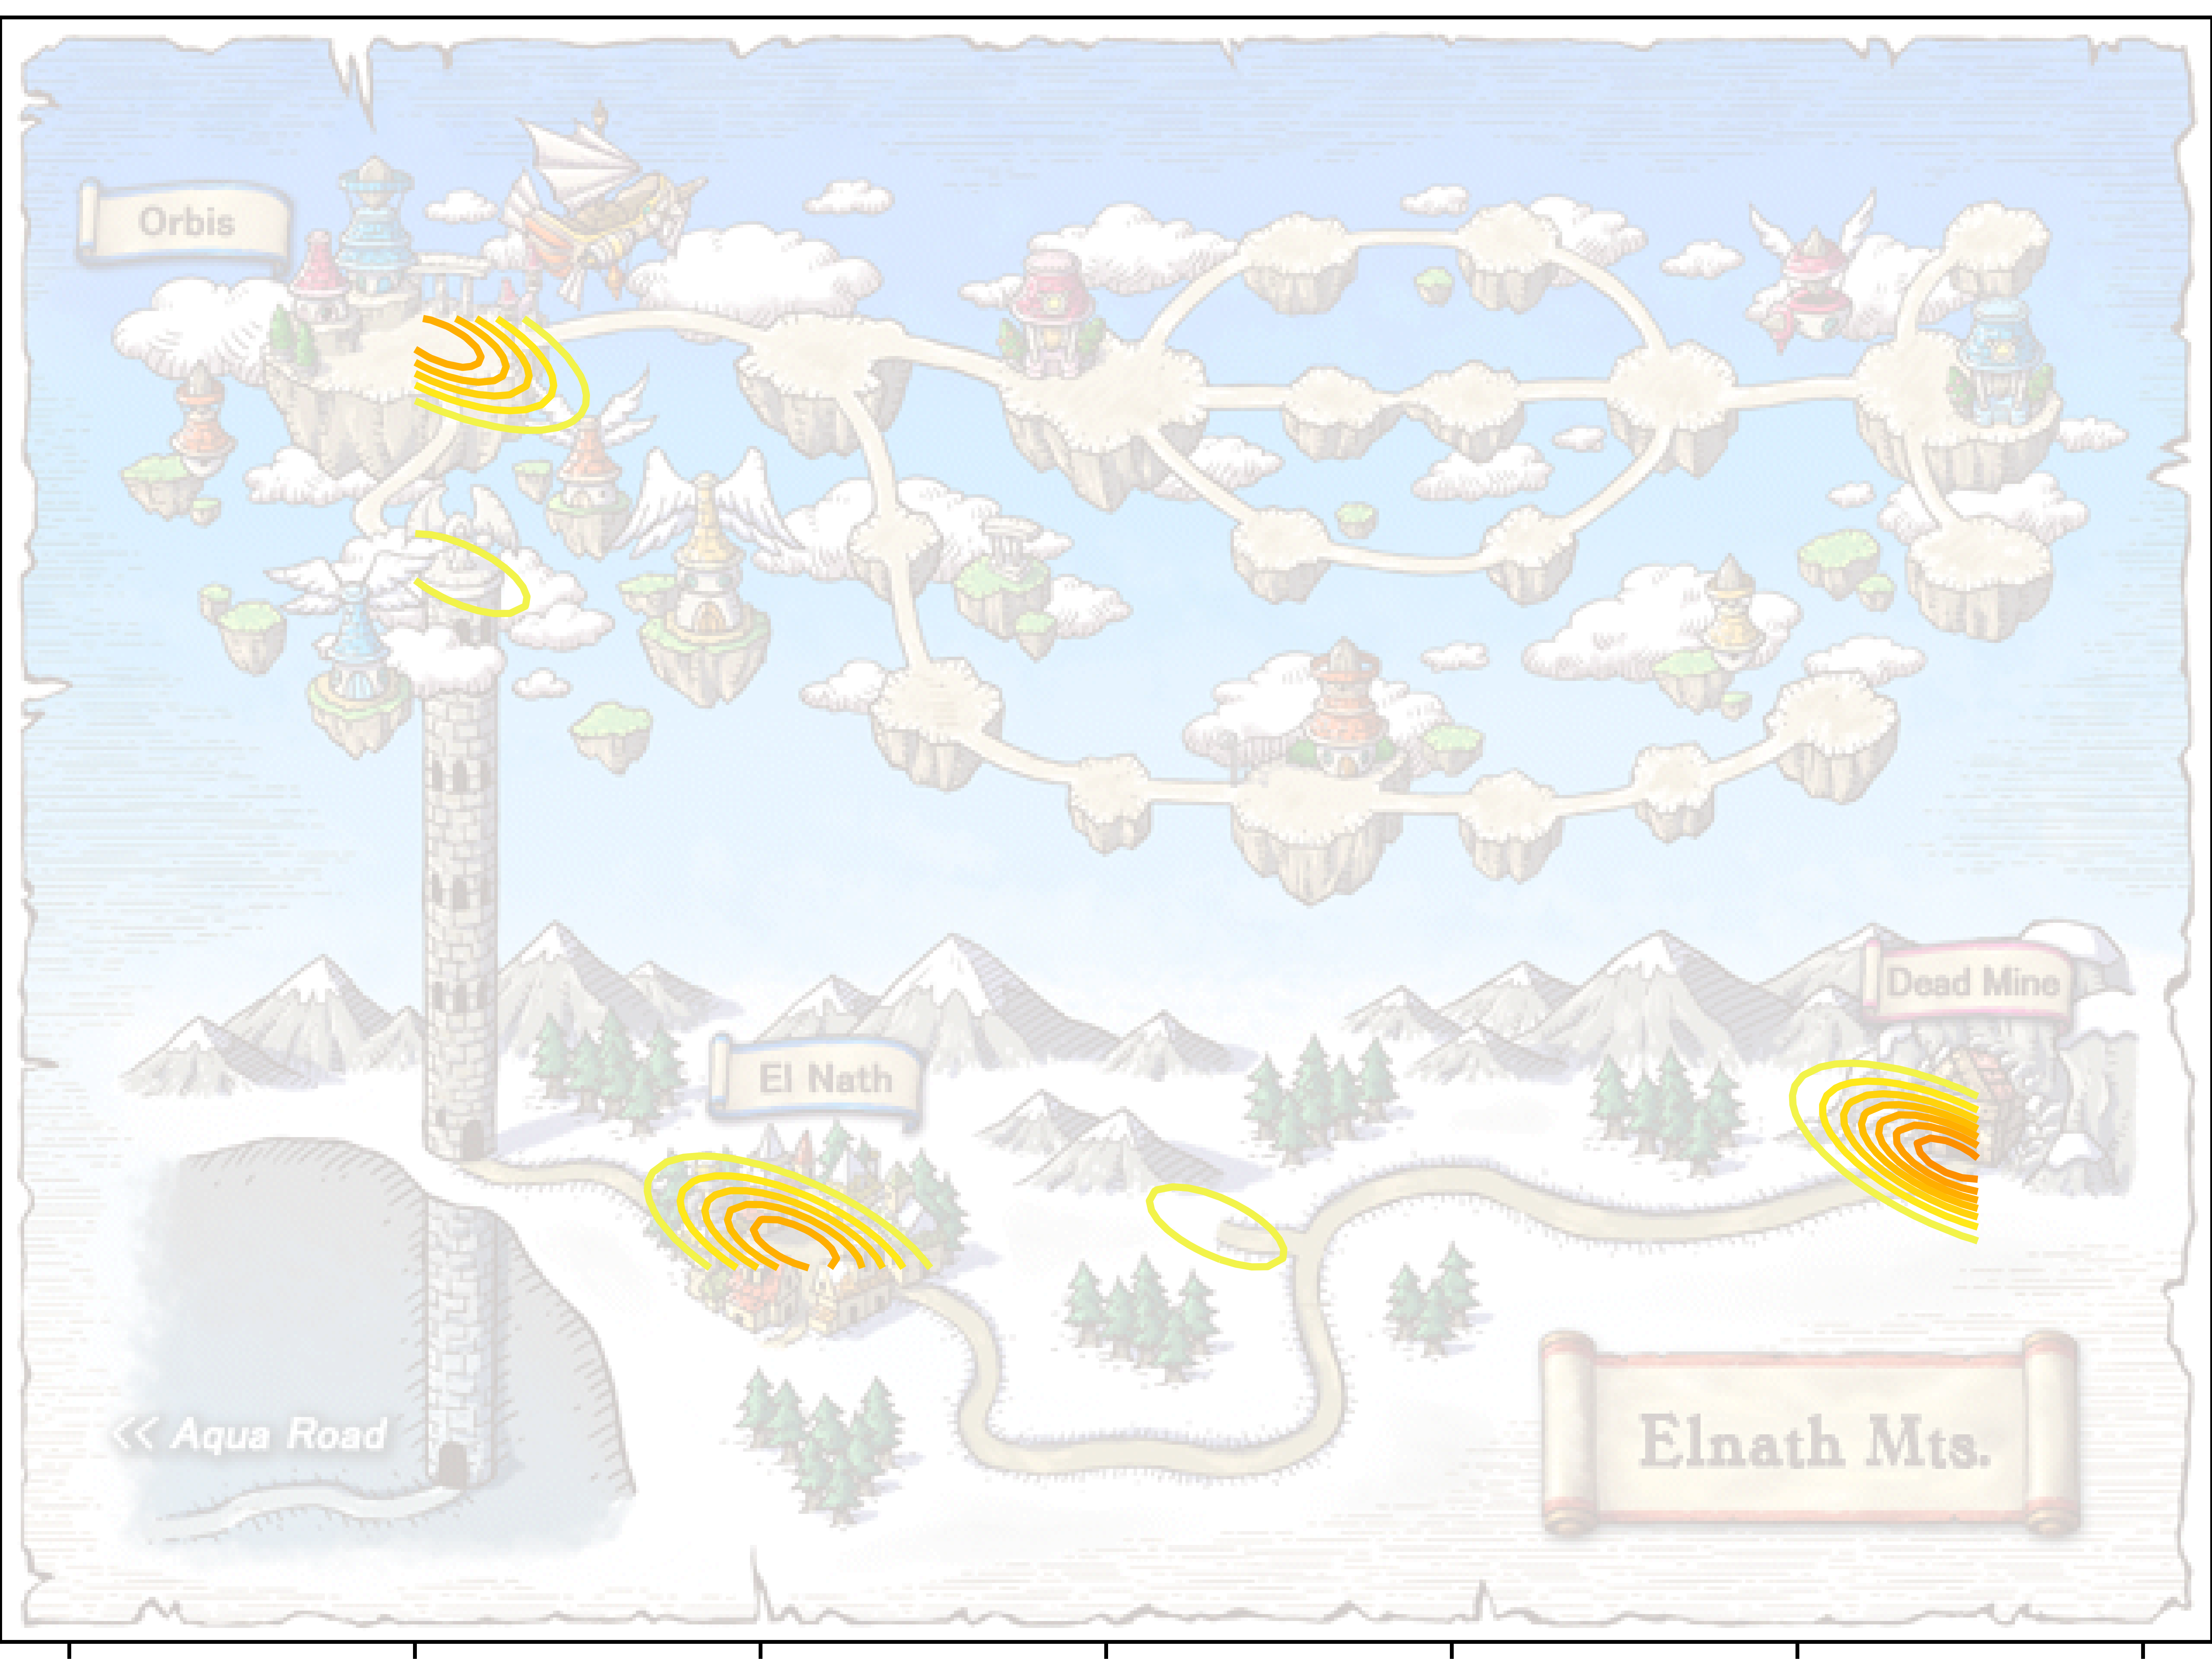 Orbis
Dead Mine
El Nath
<< Aqua Road
Elnath Mts.